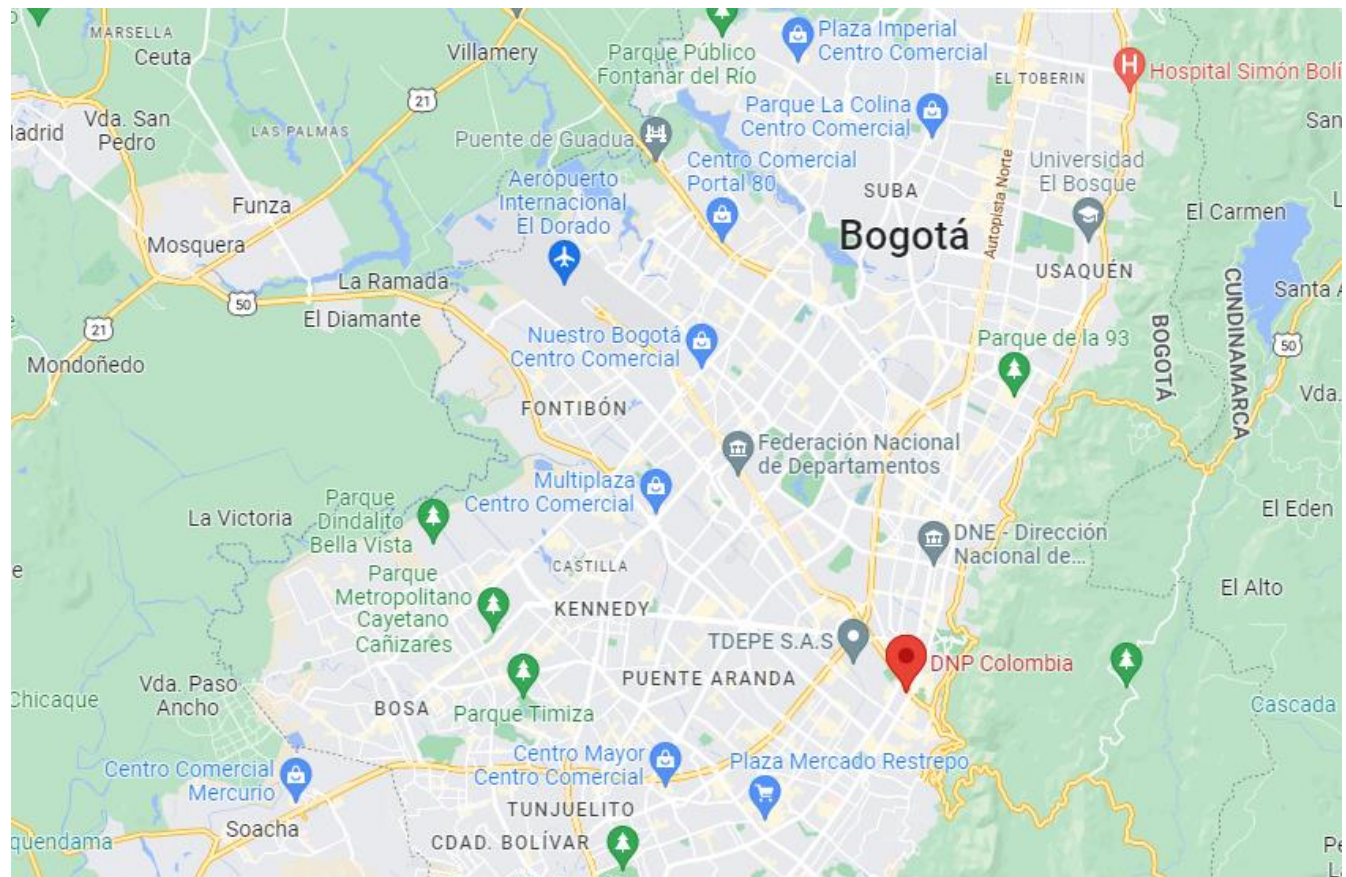 MARSELLA
Ceuta
Villamery
Parque Público
Fontanar del Río
Plaza Imperial
Centro Comercial
EL TOBERIN
Hospital Simón Bolí
21
Parque La Colina
Centro Comercial
Vda. San
Pedro
LAS PALMAS
Puente de Guadua
San
Centro Comercial
Portal 80
Autopista Norte
Universidad
El Bosque
Aeropuerto
Internacional
El Dorado
SUBA
Funza
El Carmen
Bogotá
Mosquera
USAQUÉN
La Ramada
50
El Diamante
Santa
CUNDINAMARCA
BOGOTÁ
21
Nuestro Bogotá
Centro Comercial
Parque de la 93
50
Mondoñedo
Vda.
FONTIBÓN
Federación Nacional
de Departamentos
Multiplaza
Centro Comercial
Parque
Dindalito
Bella Vista
La Victoria
El Eden
DNE - Dirección
Nacional de...
CASTILLA
Parque
Metropolitano
Cayetano
Cañizares
El Alto
KENNEDY
TDEPE S.A.S
DNP Colombia
PUENTE ARANDA
Vda. Paso
Ancho
Chicaque
BOSA
Parque Timiza
Cascada
Centro Mayor
Centro Comercial
Plaza Mercado Restrepo
Centro Comercial
Mercurio
TUNJUELITO
Soacha
CDAD. BOLÍVAR
quendama